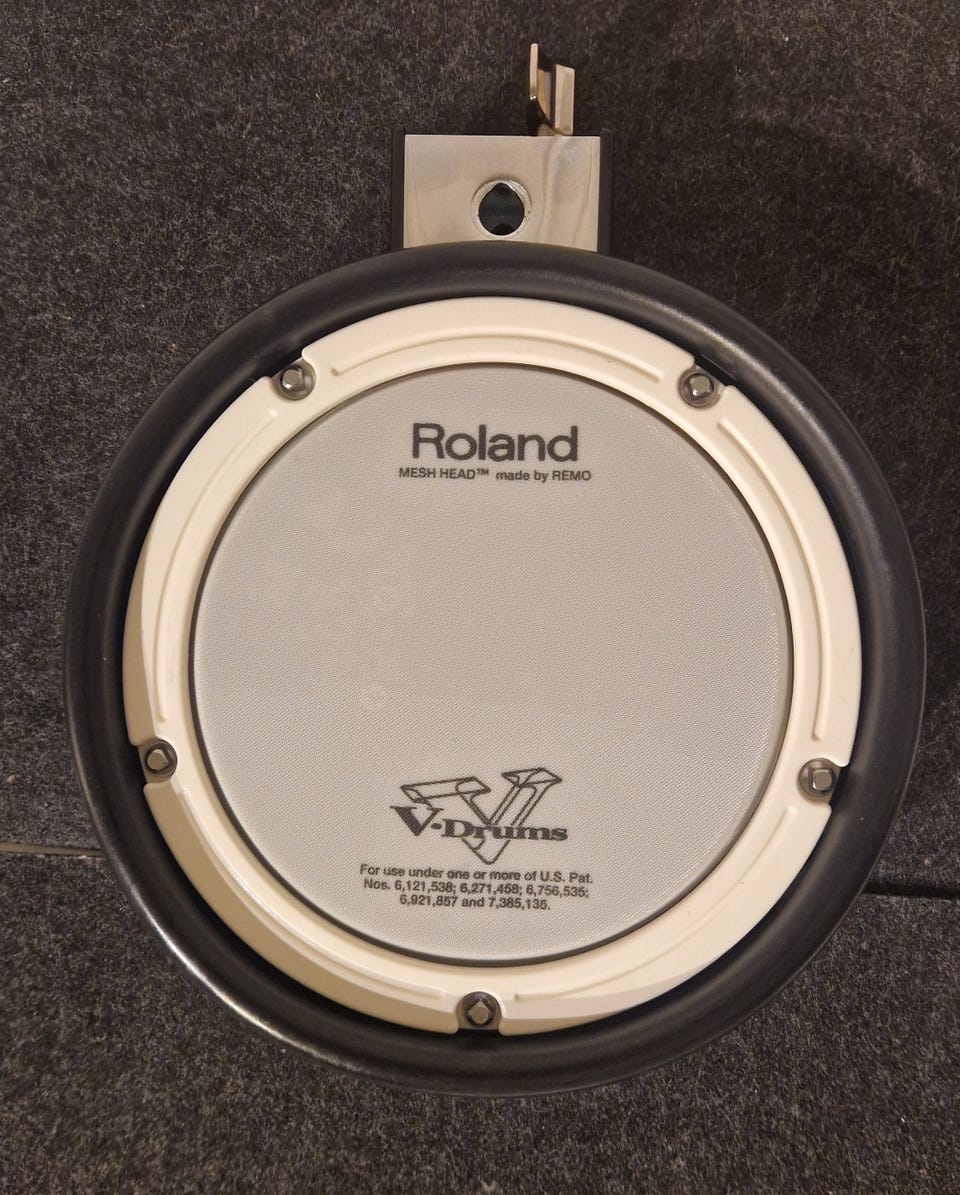 Roland
MESH HEAD™ made by REMO
V-Drums
For use under one or more of U.S. Pat.
Nos. 6,121,538; 6,271,458; 6,756,535;
6,921,857 and 7,385,135.